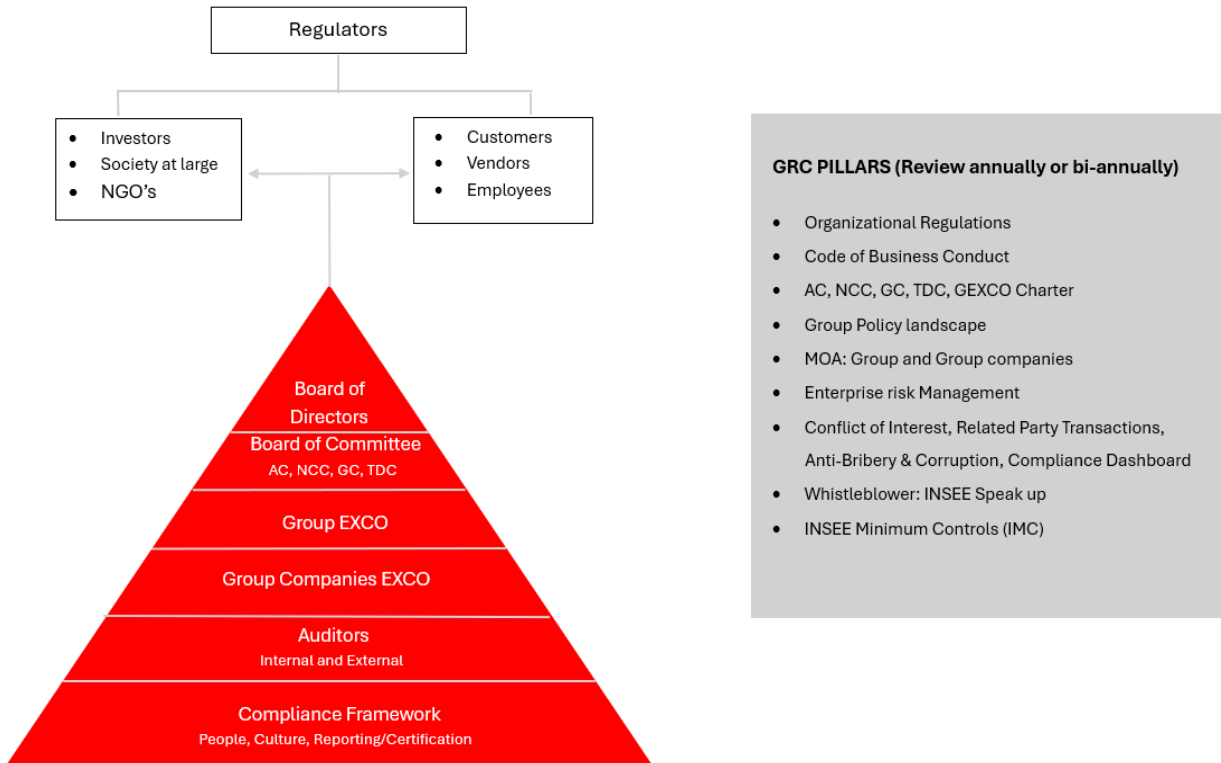 Regulators
• Investors
• Society at large
• NGO’s
• Customers
• Vendors
• Employees
Board of
Directors
Board of Committee
AC, NCC, GC, TDC
Group EXCO
Group Companies EXCO
Auditors
Internal and External
Compliance Framework
People, Culture, Reporting/Certification
GRC PILLARS (Review annually or bi-annually)
• Organizational Regulations
• Code of Business Conduct
• AC, NCC, GC, TDC, GEXCO Charter
• Group Policy landscape
• MOA: Group and Group companies
• Enterprise risk Management
• Conflict of Interest, Related Party Transactions,
Anti-Bribery & Corruption, Compliance Dashboard
• Whistleblower: INSEE Speak up
• INSEE Minimum Controls (IMC)